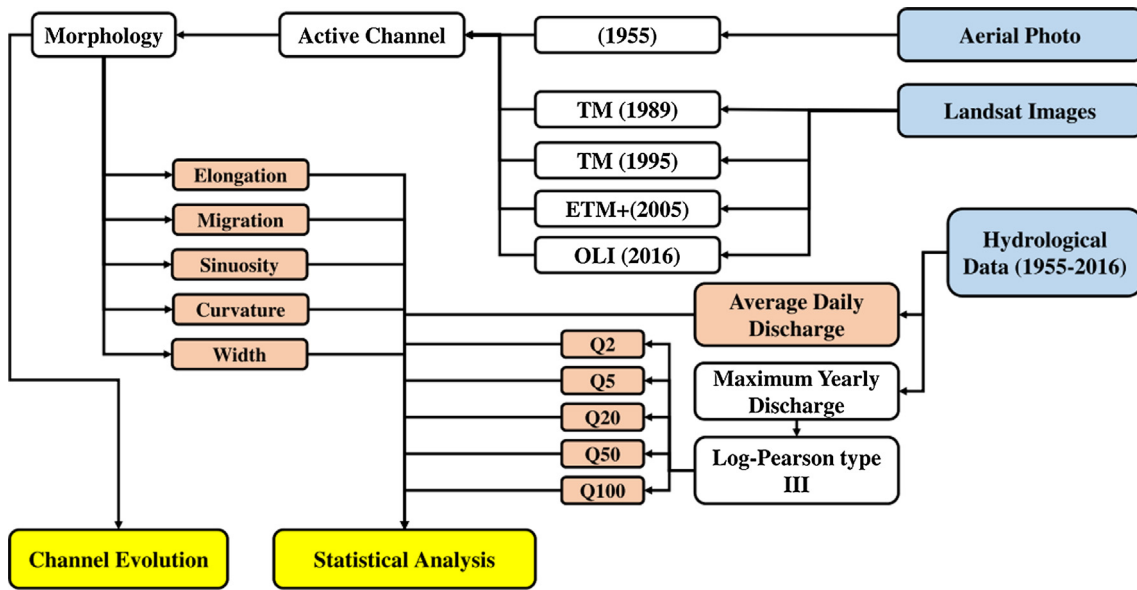 Morphology
Active Channel
(1955)
Aerial Photo
TM (1989)
Landsat Images
TM (1995)
Elongation
ETM+(2005)
Migration
Hydrological
Data (1955-2016)
OLI (2016)
Sinuosity
Curvature
Average Daily
Discharge
Width
Q2
Q5
Maximum Yearly
Discharge
Q20
Q50
Log-Pearson type
III
Q100
Channel Evolution
Statistical Analysis